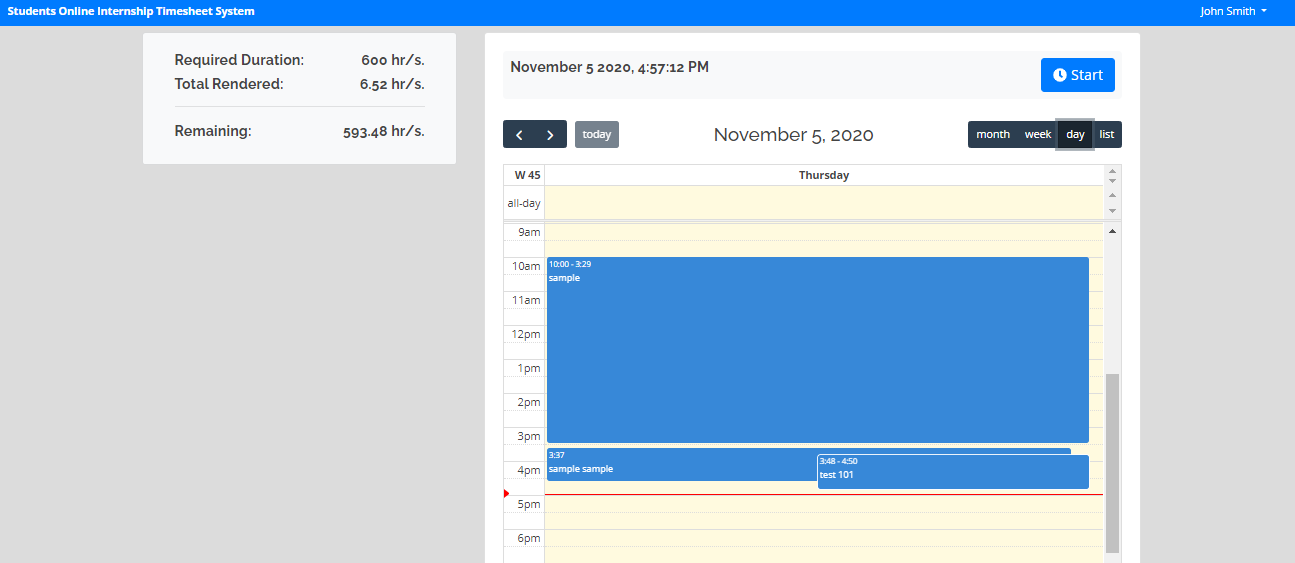 Students Online Internship Timesheet System
John Smith
Required Duration: 600 hr/s.
Total Rendered: 6.52 hr/s.
Remaining: 593.48 hr/s.
November 5 2020, 4:57:12 PM
Start
today
November 5, 2020
month week day list
W 45 Thursday
all-day
9am
10am
10:00 - 3:29
sample
11am
12pm
1pm
2pm
3pm
3:37
sample sample
3:48 - 4:50
test 101
4pm
5pm
6pm